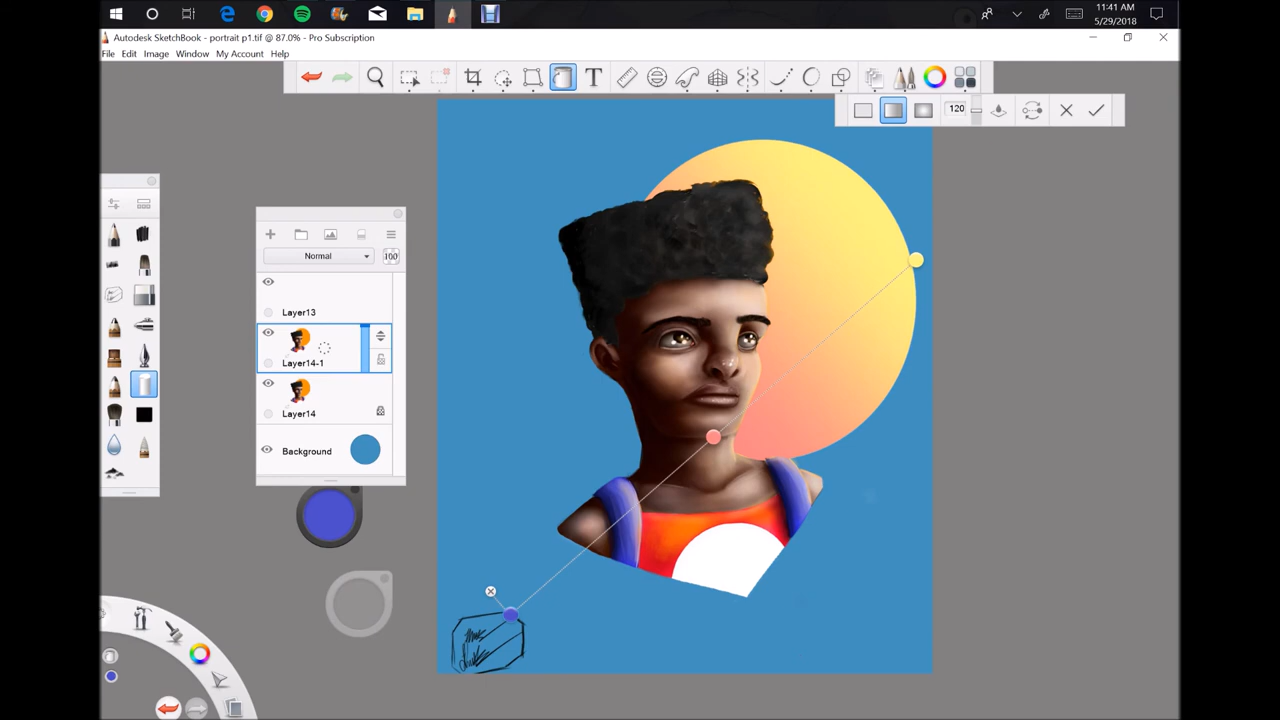 11:41 AM
5/29/2018
Autodesk SketchBook - portrait p1.tif @ 87.0% - Pro Subscription
File Edit Image Window My Account Help
T
120
Normal 100
Layer13
Layer14-1
Layer14
Background